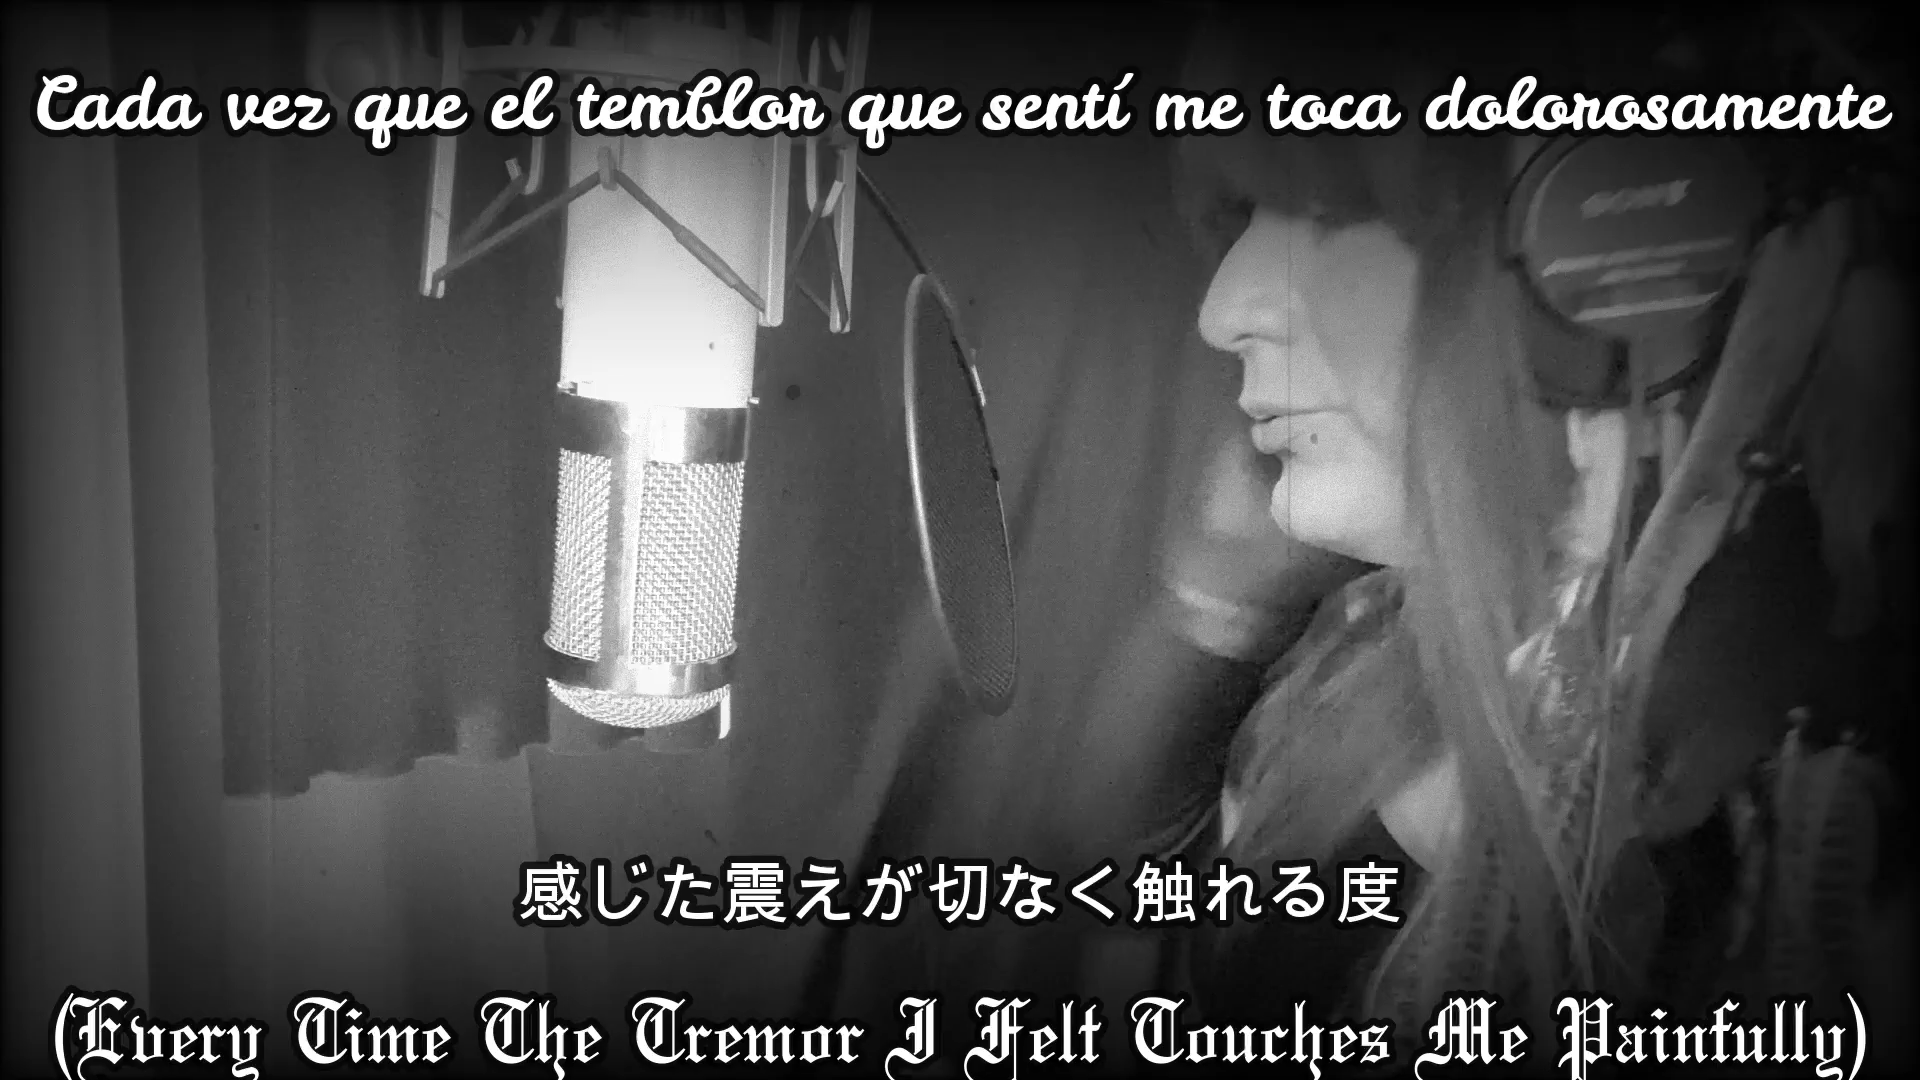 Cada vez que el temblor que sentí me toca dolorosamente
SONY
感じた震えが切なく触れる度
(Every Time The Tremor I Felt Touches Me Painfully)